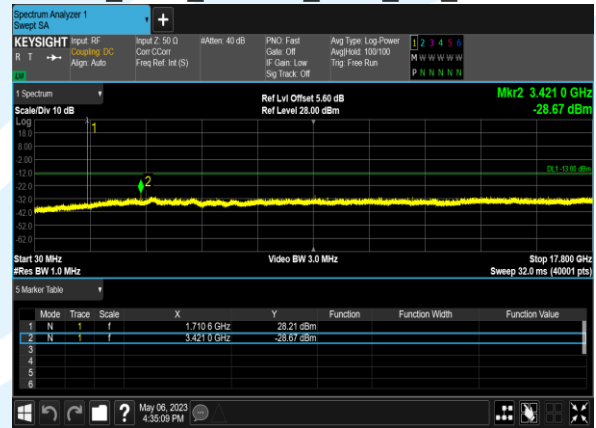 Spectrum Analyzer 1
Swept SA
+
KEYSIGHT Input: RF Input Z: 50 Ω #Atten: 40 dB PNO: Fast Avg Type: Log-Power 1 2 3 4 5 6
R T Coupling: DC Corr CCorr Gate: Off Avg|Hold: 100/100 M W W W W W
Align: Auto Freq Ref: Int (S) IF Gain: Low Trig: Free Run
Sig Track: Off P N N N N N
1 Spectrum Ref Lvl Offset 5.60 dB Mkr2 3.421 0 GHz
Scale/Div 10 dB Ref Level 28.00 dBm -28.67 dBm
Log
18.0
8.00
-2.00
-12.0
-22.0
-32.0
-42.0
-52.0
-62.0
1
2
DL1 -13.00 dBm
Start 30 MHz Video BW 3.0 MHz Stop 17.800 GHz
#Res BW 1.0 MHz Sweep 32.0 ms (40001 pts)
5 Marker Table
Mode Trace Scale X Y Function Function Width Function Value
1 N 1 f 1.710 6 GHz 28.21 dBm
2 N 1 f 3.421 0 GHz -28.67 dBm
3
4
5
6
? May 06, 2023
4:35:09 PM